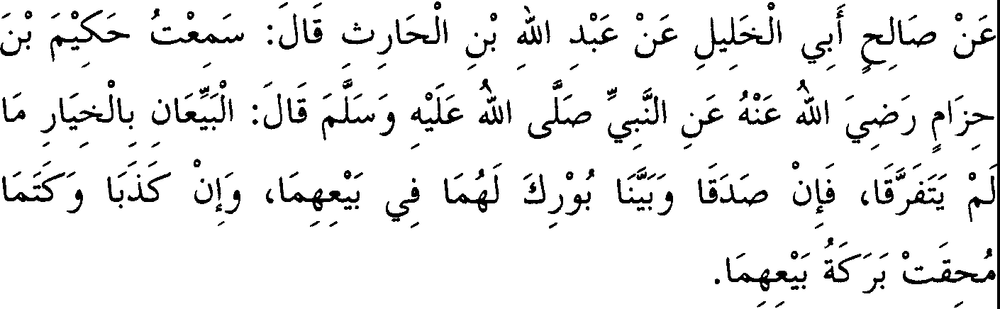 عَنْ صَالِحٍ أَبِي الْخَلِيلِ عَنْ عَبْدِ اللهِ بْنِ الْحَارِثِ قَالَ: سَمِعْتُ حَكِيْمَ بْنَ
حِزَامٍ رَضِيَ اللهُ عَنْهُ عَنِ النَّبِيِّ صَلَّى اللهُ عَلَيْهِ وَسَلَّمَ قَالَ: الْبَيِّعَانِ بِالْخِيَارِ مَا
لَمْ يَتَفَرَّقَا، فَإِنْ صَدَقَا وَبَيَّنَا بُوْرِكَ لَهُمَا فِي بَيْعِهِمَا، وَإِنْ كَذَبَا وَكَتَمَا
مُحِقَتْ بَرَكَةُ بَيْعِهِمَا.